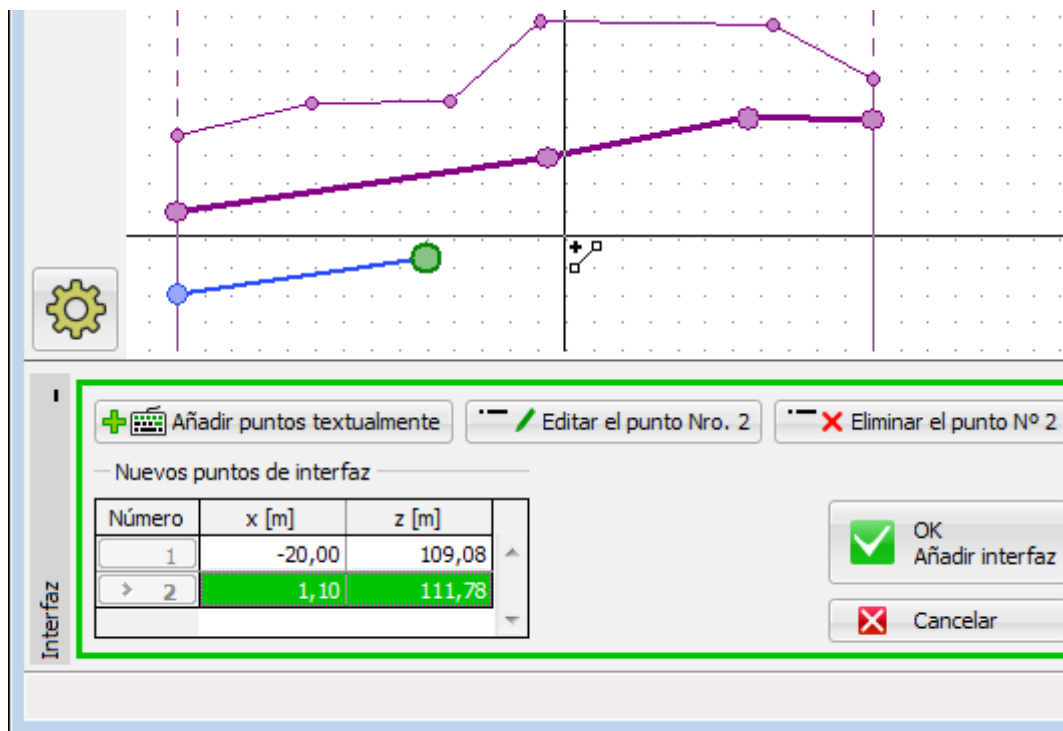 Añadir puntos textualmente
Editar el punto Nro. 2
Eliminar el punto Nº 2
Nuevos puntos de interfaz
Número x [m] z [m]
1 -20,00 109,08
> 2 1,10 111,78
OK
Añadir interfaz
Cancelar
Interfaz